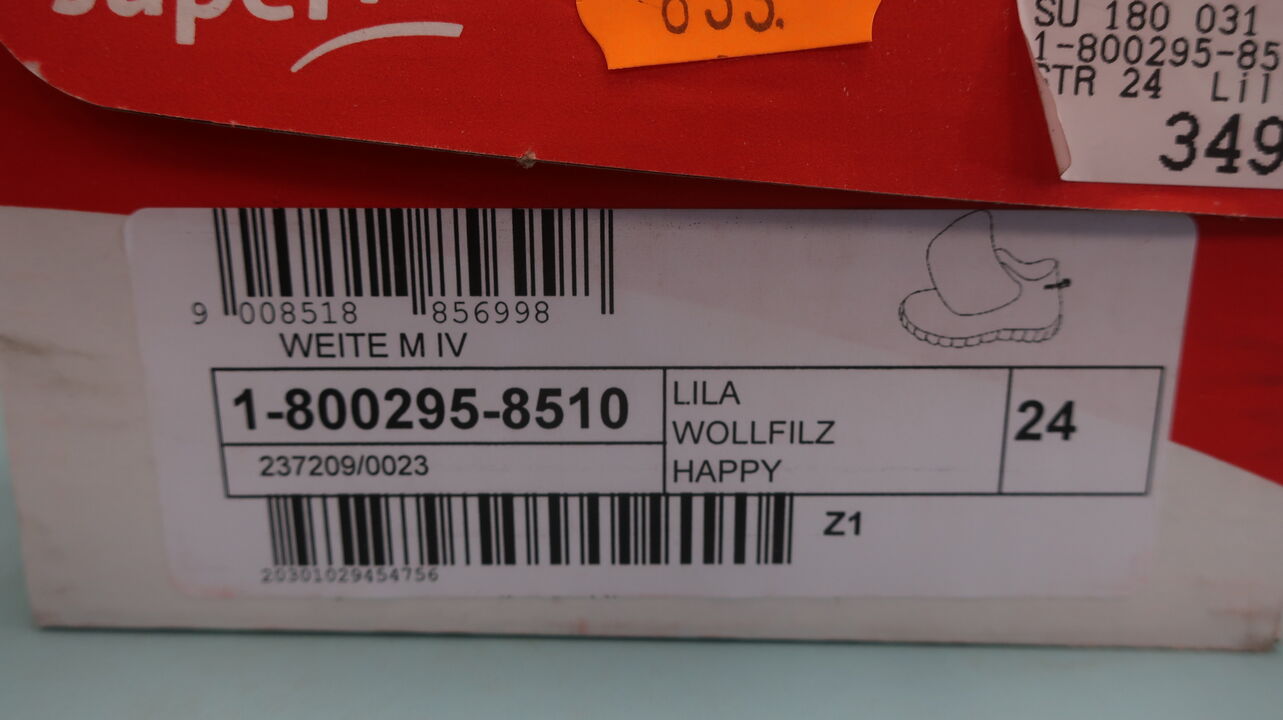 SU 180 031
1-800295-85
STR 24 Lil
349
9 008518 856998
WEITE M IV
1-800295-8510
237209/0023
LILA
WOLLFILZ
HAPPY
24
Z1
20301029454756